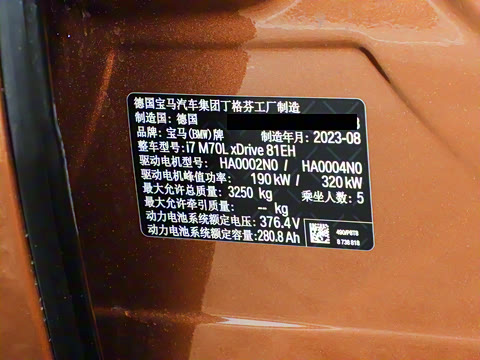 德国宝马汽车集团丁格芬工厂制造
制造国: 德国
品牌: 宝马(BMW)牌 制造年月: 2023-08
整车型号: i7 M70L xDrive 81EH
驱动电机型号: HA0002N0 / HA0004N0
驱动电机峰值功率: 190 kW / 320 kW
最大允许总质量: 3250 kg 乘坐人数: 5
最大允许牵引质量: -- kg
动力电池系统额定电压: 376.4V
动力电池系统额定容量: 280.8 Ah
8 738 818